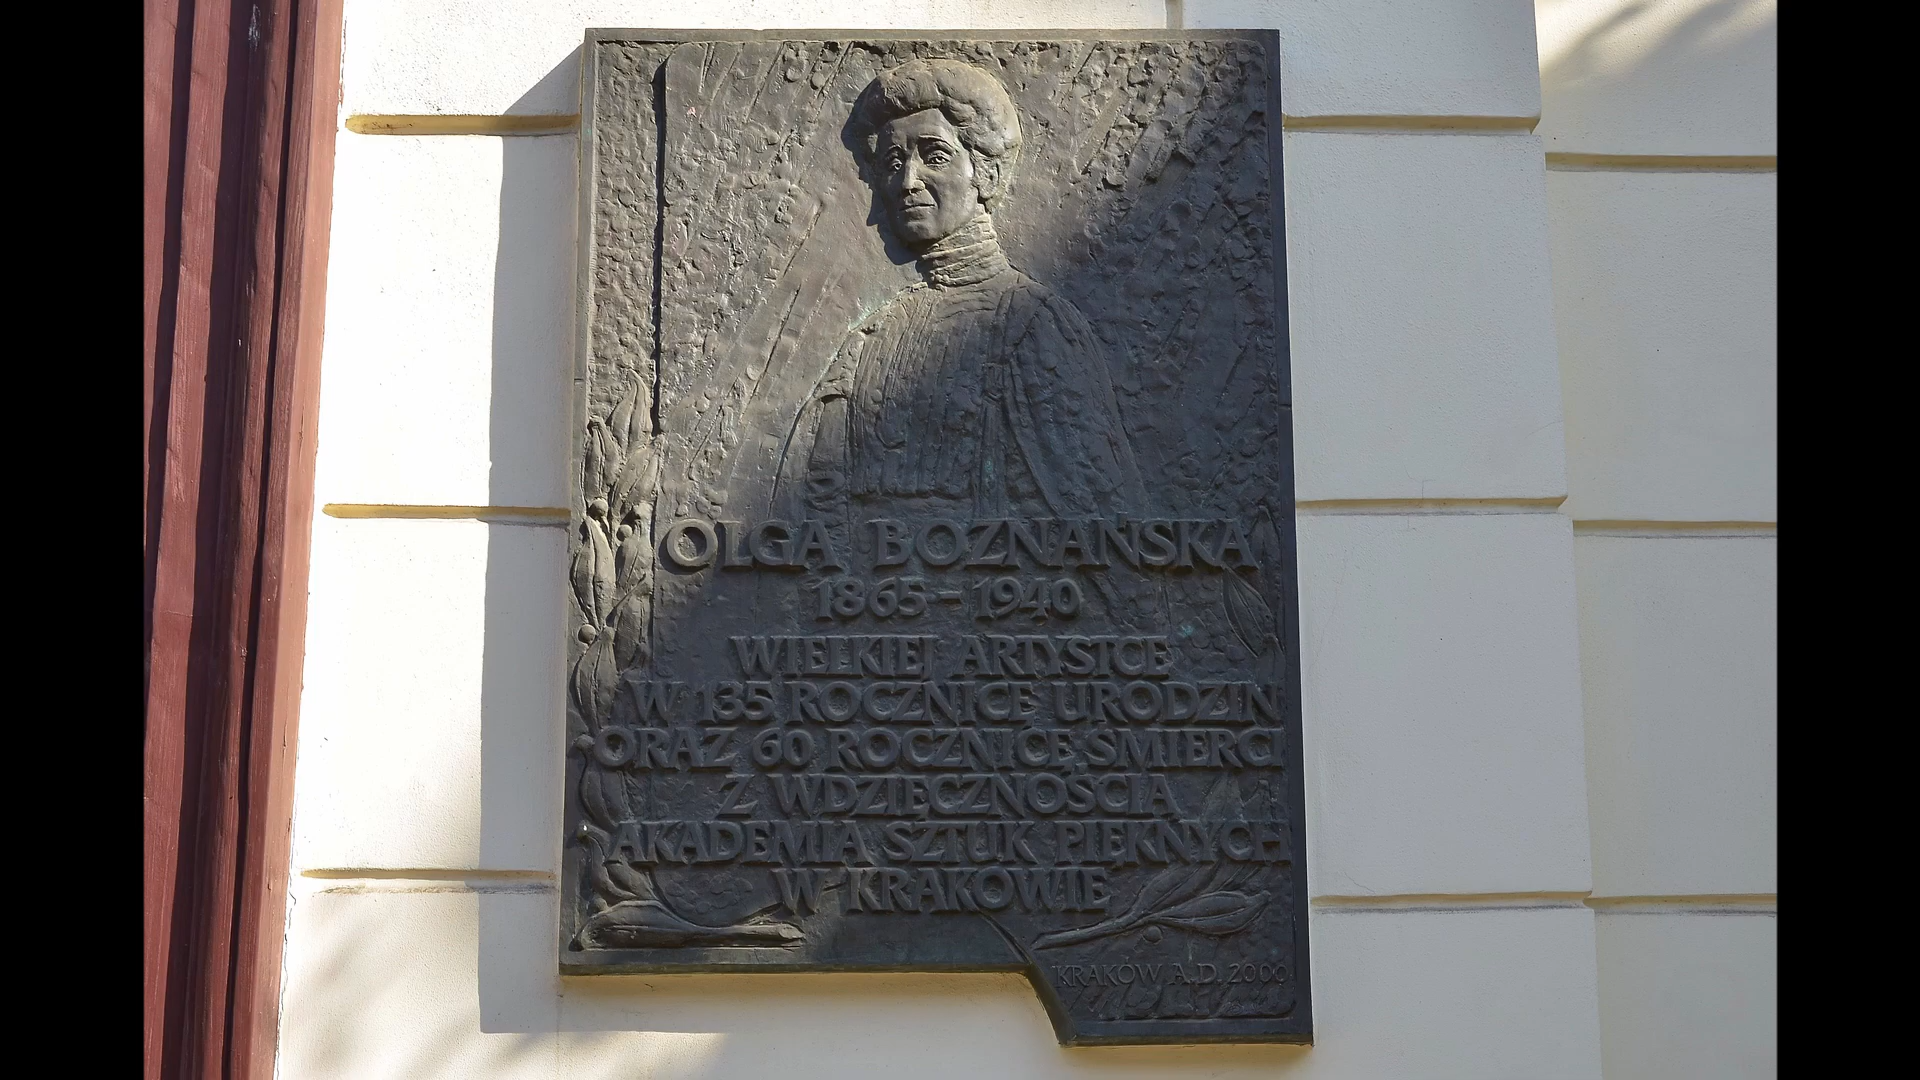 OLGA BOZNAŃSKA
1865 – 1940
WIELKIEJ ARTYSTCE
W 135 ROCZNICĘ URODZIN
ORAZ 60 ROCZNICĘ ŚMIERCI
Z WDZIĘCZNOŚCIĄ
AKADEMIA SZTUK PIĘKNYCH
W KRAKOWIE
KRAKÓW A.D. 2000